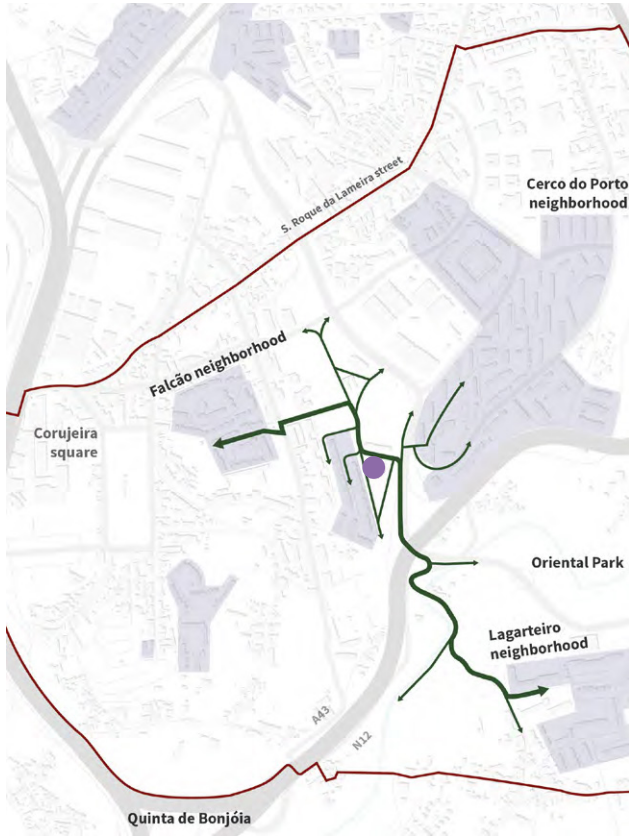 Cerco do Porto
neighborhood
S. Roque da Lameira street
Falcão neighborhood
Corujeira
square
Oriental Park
Lagarteiro
neighborhood
A43
N12
Quinta de Bonjóia